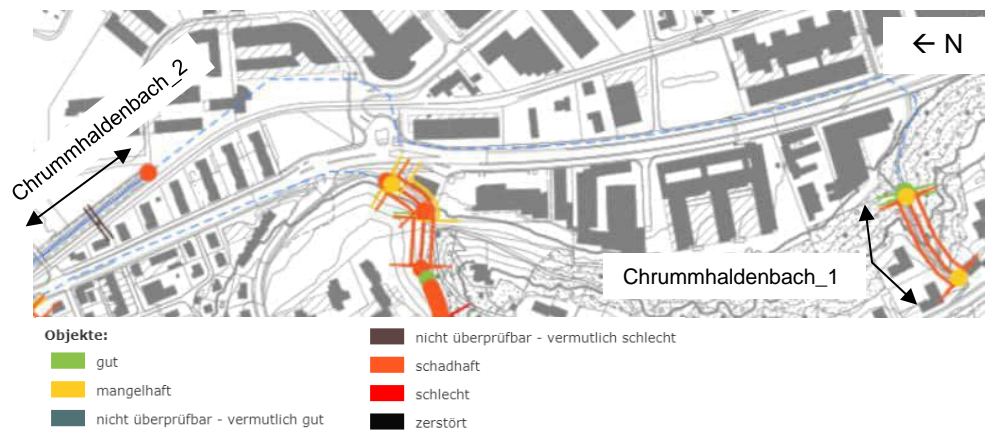 ← N
Chrummhaldenbach_2
Chrummhaldenbach_1
Objekte:
gut
mangelhaft
nicht überprüfbar - vermutlich gut
nicht überprüfbar - vermutlich schlecht
schadhaft
schlecht
zerstört